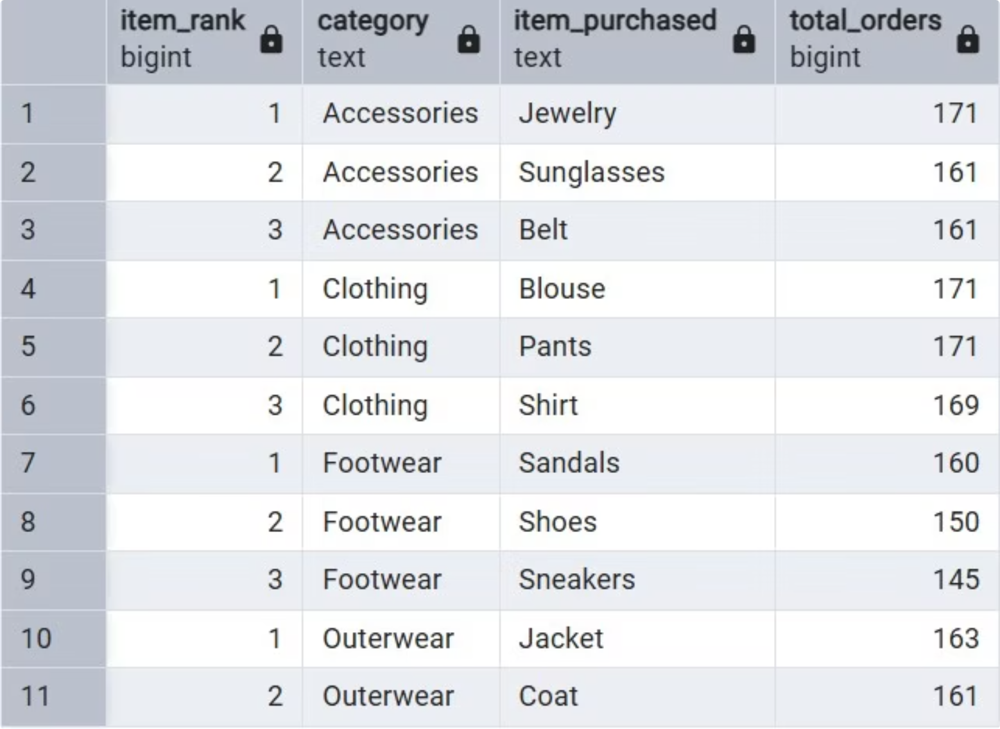 item_rank category item_purchased total_orders
bigint text text bigint
1 1 Accessories Jewelry 171
2 2 Accessories Sunglasses 161
3 3 Accessories Belt 161
4 1 Clothing Blouse 171
5 2 Clothing Pants 171
6 3 Clothing Shirt 169
7 1 Footwear Sandals 160
8 2 Footwear Shoes 150
9 3 Footwear Sneakers 145
10 1 Outerwear Jacket 163
11 2 Outerwear Coat 161